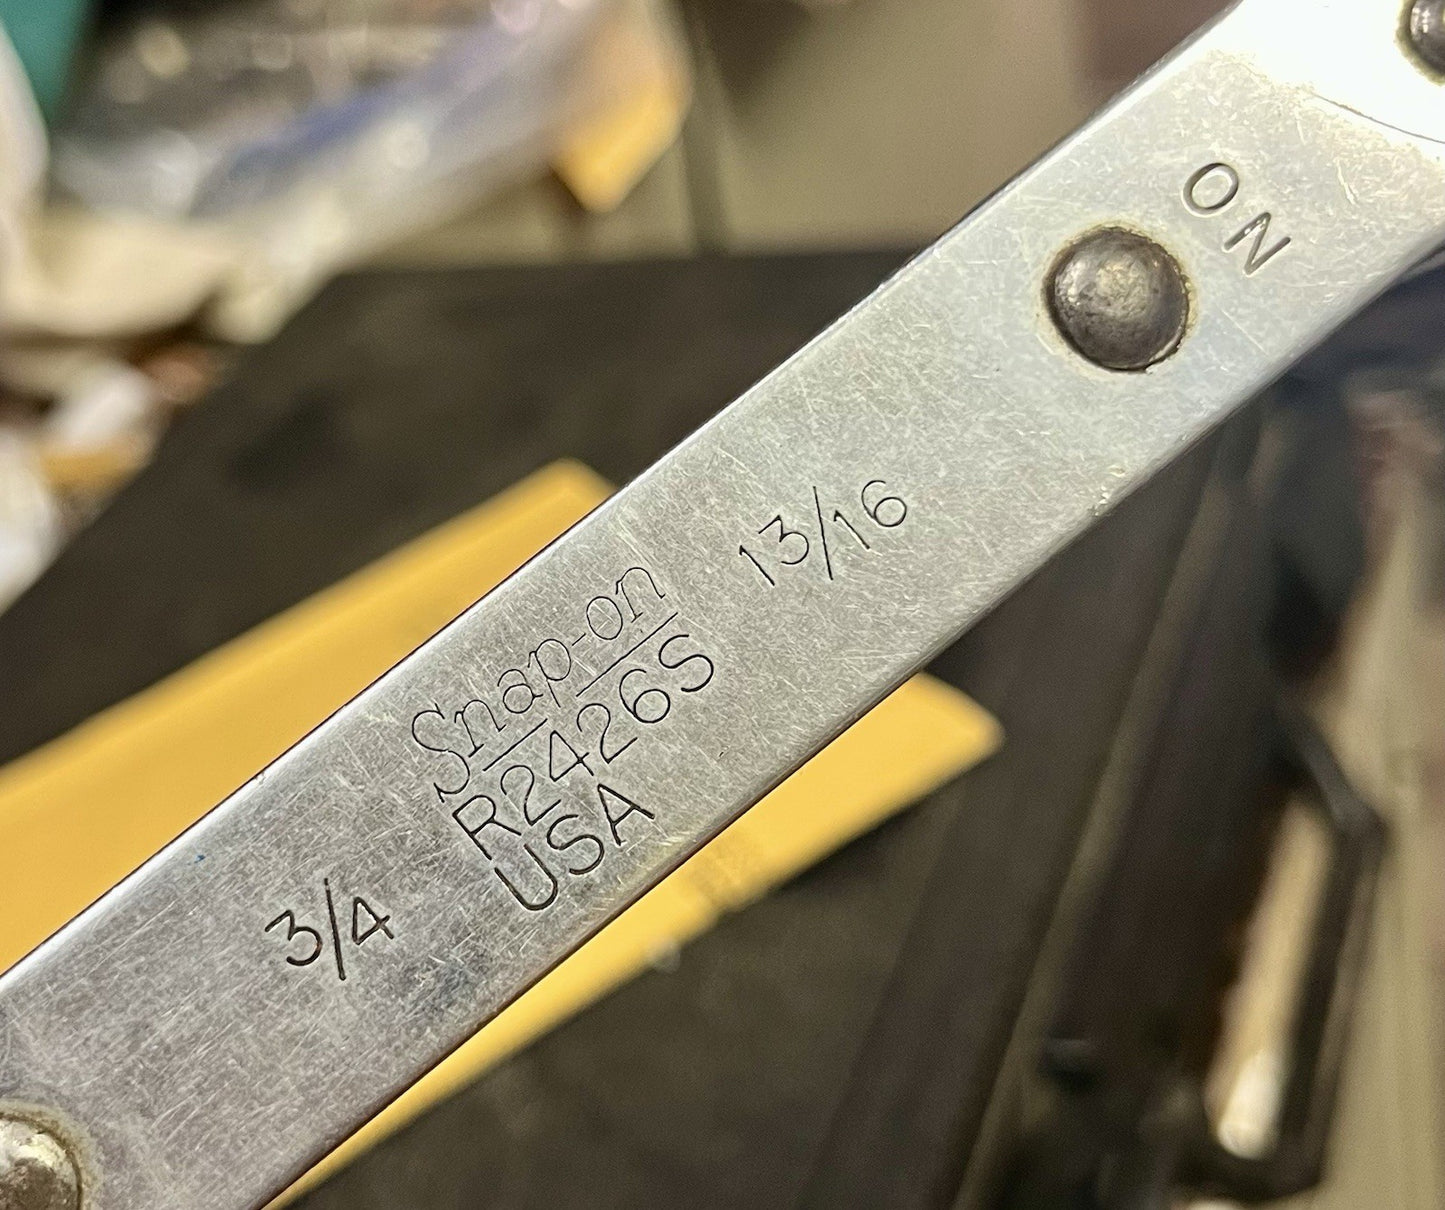 ON
13/16
Snap-on
R2426S
USA
3/4